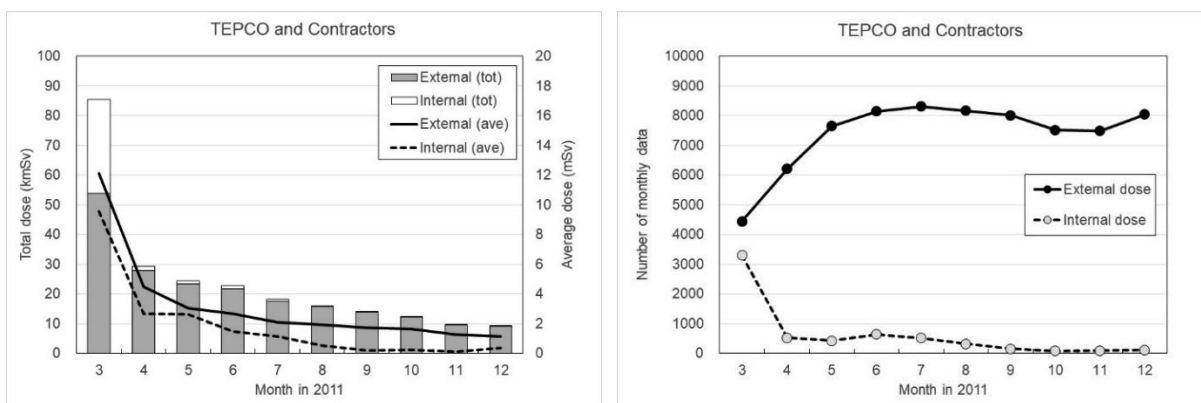 TEPCO and Contractors
100
90
80
70
60
50
40
30
20
10
0
Total dose (kmSv)
20
18
16
14
12
10
8
6
4
2
0
Average dose (mSv)
External (tot)
Internal (tot)
External (ave)
Internal (ave)
3 4 5 6 7 8 9 10 11 12
Month in 2011
TEPCO and Contractors
10000
9000
8000
7000
6000
5000
4000
3000
2000
1000
0
Number of monthly data
External dose
Internal dose
3 4 5 6 7 8 9 10 11 12
Month in 2011